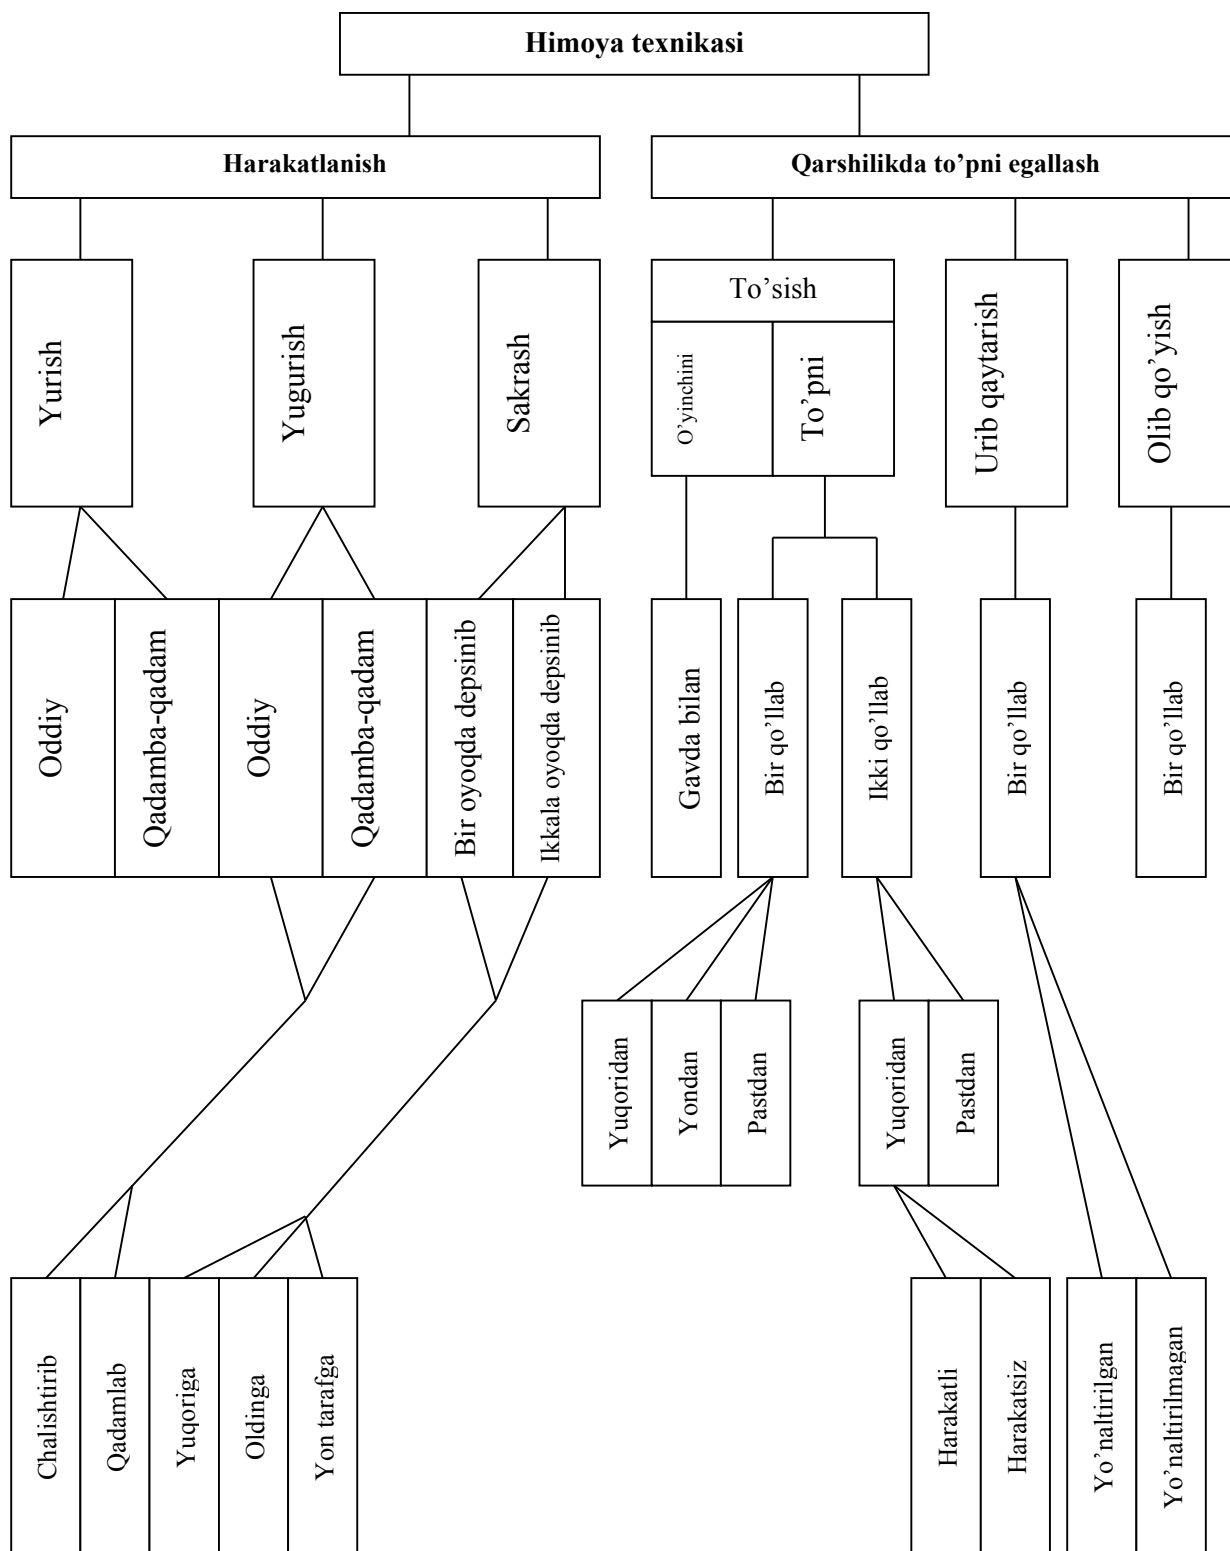 Himoya texnikasi
Harakatlanish
Qarshilikda to’pni egallash
Yurish
Yugurish
Sakrash
To’sish
O’yinchini
To’pni
Urib qaytarish
Olib qo’yish
Oddiy
Qadamba-qadam
Oddiy
Qadamba-qadam
Bir oyoqda depsinib
Ikkala oyoqda depsinib
Gavda bilan
Bir qo’llab
Ikki qo’llab
Bir qo’llab
Bir qo’llab
Yuqoridan
Yondan
Pastdan
Yuqoridan
Pastdan
Chalishtirib
Qadamlab
Yuqoriga
Oldinga
Yon tarafga
Harakatli
Harakatsiz
Yo’naltirilgan
Yo’naltirilmagan